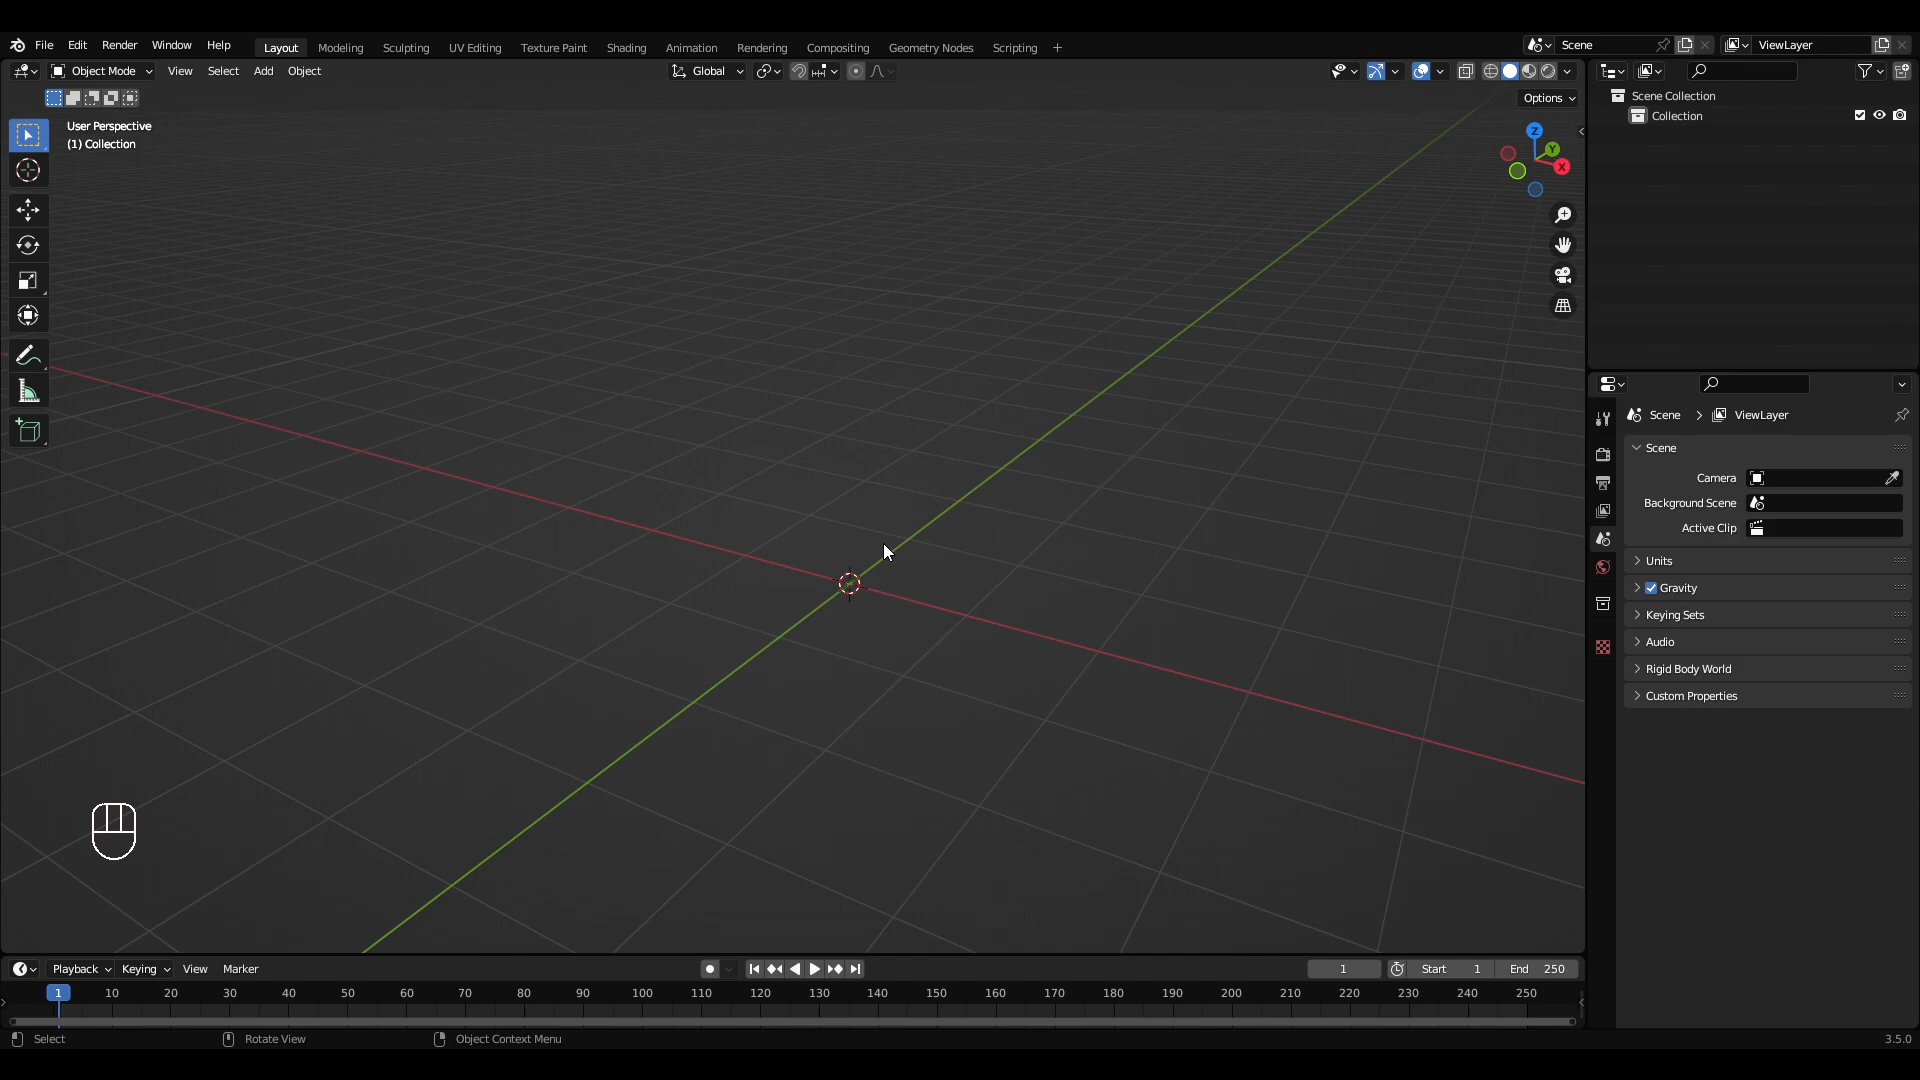 File Edit Render Window Help Layout Modeling Sculpting UV Editing Texture Paint Shading Animation Rendering Compositing Geometry Nodes Scripting + Scene ViewLayer
Object Mode View Select Add Object Global
Options
User Perspective
(1) Collection
Z
Y
X
Scene Collection
Collection
Scene > ViewLayer
Scene
Camera
Background Scene
Active Clip
Units
Gravity
Keying Sets
Audio
Rigid Body World
Custom Properties
Playback Keying View Marker 1 Start 1 End 250
1 10 20 30 40 50 60 70 80 90 100 110 120 130 140 150 160 170 180 190 200 210 220 230 240 250
Select Rotate View Object Context Menu 3.5.0